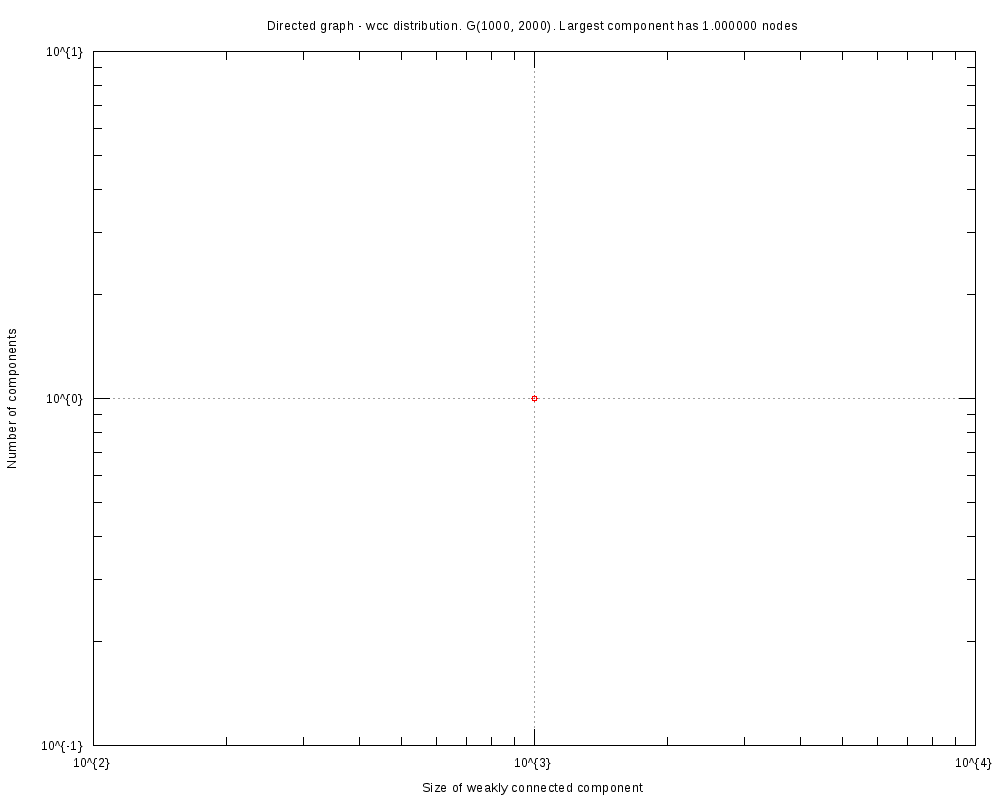 Directed graph - wcc distribution. G(1000, 2000). Largest component has 1.000000 nodes
10^{1}
10^{0}
10^{-1}
Number of components
10^{2}
10^{3}
10^{4}
Size of weakly connected component